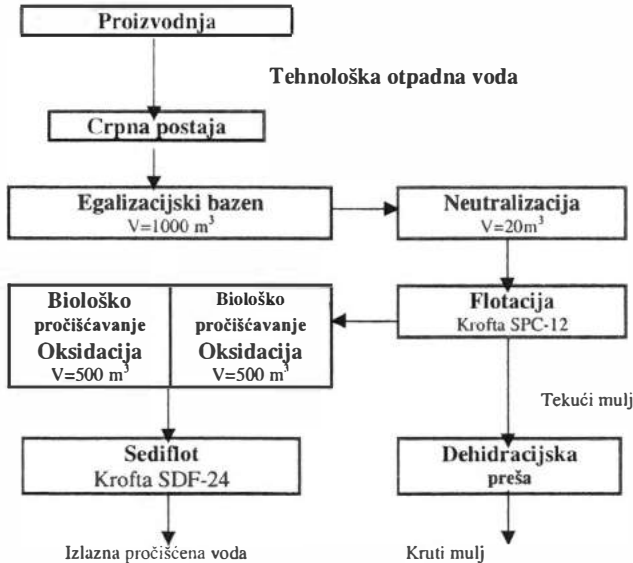 Proizvodnja
Tehnološka otpadna voda
Crpna postaja
Egalizacijski bazen
V=1000 m³
Neutralizacija
V=20m³
Biološko
pročišćavanje
Oksidacija
V=500 m³
Biološko
pročišćavanje
Oksidacija
V=500 m³
Flotacija
Krofta SPC-12
Tekući mulj
Sediflot
Krofta SDF-24
Dehidracijska
preša
Izlazna pročišćena voda
Kruti mulj